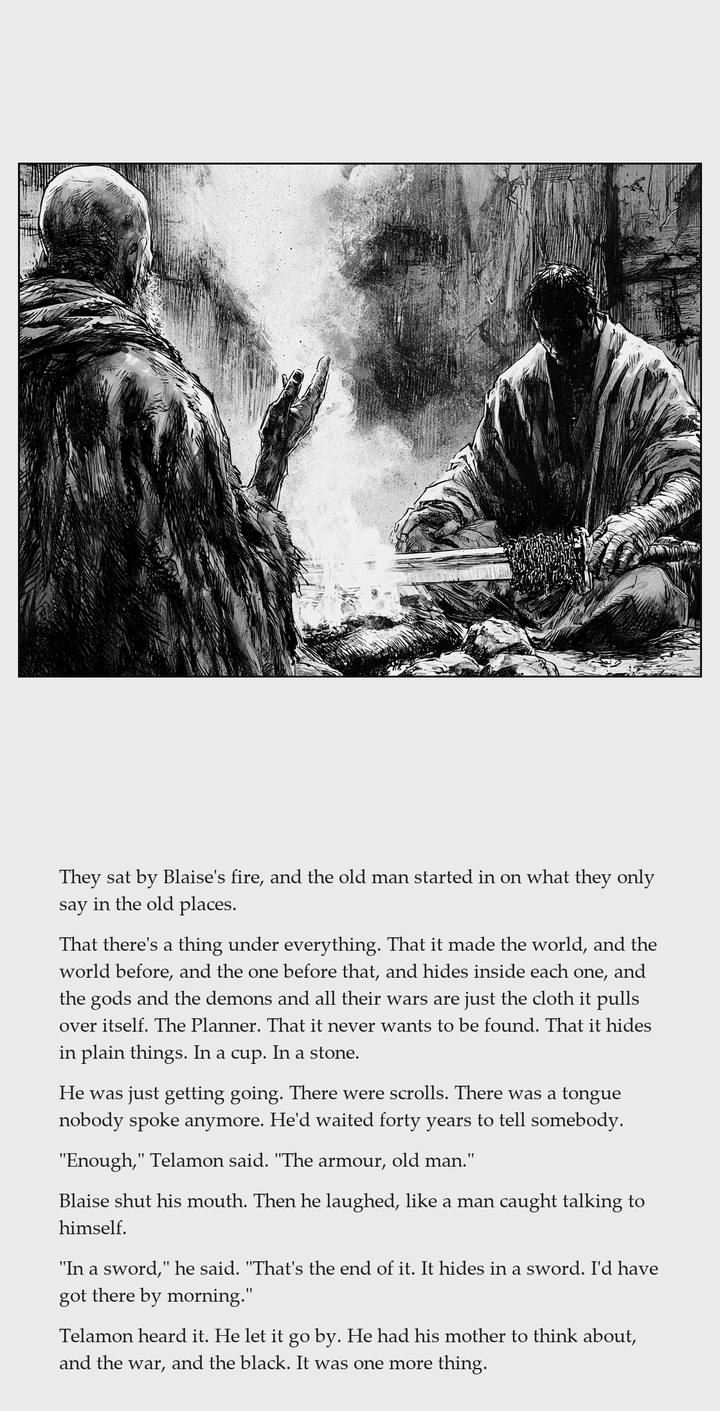 They sat by Blaise's fire, and the old man started in on what they only
say in the old places.
That there's a thing under everything. That it made the world, and the
world before, and the one before that, and hides inside each one, and
the gods and the demons and all their wars are just the cloth it pulls
over itself. The Planner. That it never wants to be found. That it hides
in plain things. In a cup. In a stone.
He was just getting going. There were scrolls. There was a tongue
nobody spoke anymore. He'd waited forty years to tell somebody.
"Enough," Telamon said. "The armour, old man."
Blaise shut his mouth. Then he laughed, like a man caught talking to
himself.
"In a sword," he said. "That's the end of it. It hides in a sword. I'd have
got there by morning."
Telamon heard it. He let it go by. He had his mother to think about,
and the war, and the black. It was one more thing.